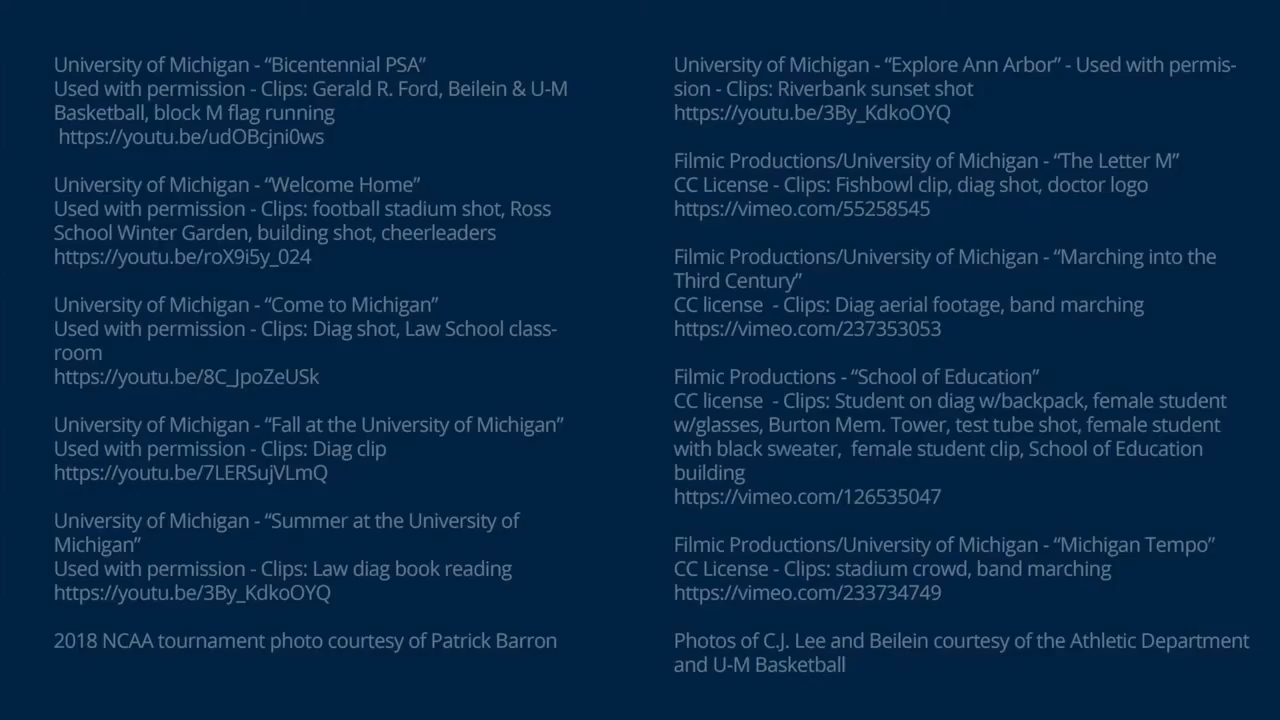 University of Michigan - “Bicentennial PSA”
Used with permission - Clips: Gerald R. Ford, Beilein & U-M
Basketball, block M flag running
https://youtu.be/udOBcjni0ws
University of Michigan - “Welcome Home”
Used with permission - Clips: football stadium shot, Ross
School Winter Garden, building shot, cheerleaders
https://youtu.be/roX9i5y_024
University of Michigan - “Come to Michigan”
Used with permission - Clips: Diag shot, Law School class-
room
https://youtu.be/8C_JpoZeUSk
University of Michigan - “Fall at the University of Michigan”
Used with permission - Clips: Diag clip
https://youtu.be/7LERSujVLmQ
University of Michigan - “Summer at the University of
Michigan”
Used with permission - Clips: Law diag book reading
https://youtu.be/3By_KdkoOYQ
2018 NCAA tournament photo courtesy of Patrick Barron
University of Michigan - “Explore Ann Arbor” - Used with permis-
sion - Clips: Riverbank sunset shot
https://youtu.be/3By_KdkoOYQ
Filmic Productions/University of Michigan - “The Letter M”
CC License - Clips: Fishbowl clip, diag shot, doctor logo
https://vimeo.com/55258545
Filmic Productions/University of Michigan - “Marching into the
Third Century”
CC license  - Clips: Diag aerial footage, band marching
https://vimeo.com/237353053
Filmic Productions - “School of Education”
CC license  - Clips: Student on diag w/backpack, female student
w/glasses, Burton Mem. Tower, test tube shot, female student
with black sweater,  female student clip, School of Education
building
https://vimeo.com/126535047
Filmic Productions/University of Michigan - “Michigan Tempo”
CC License - Clips: stadium crowd, band marching
https://vimeo.com/233734749
Photos of C.J. Lee and Beilein courtesy of the Athletic Department
and U-M Basketball